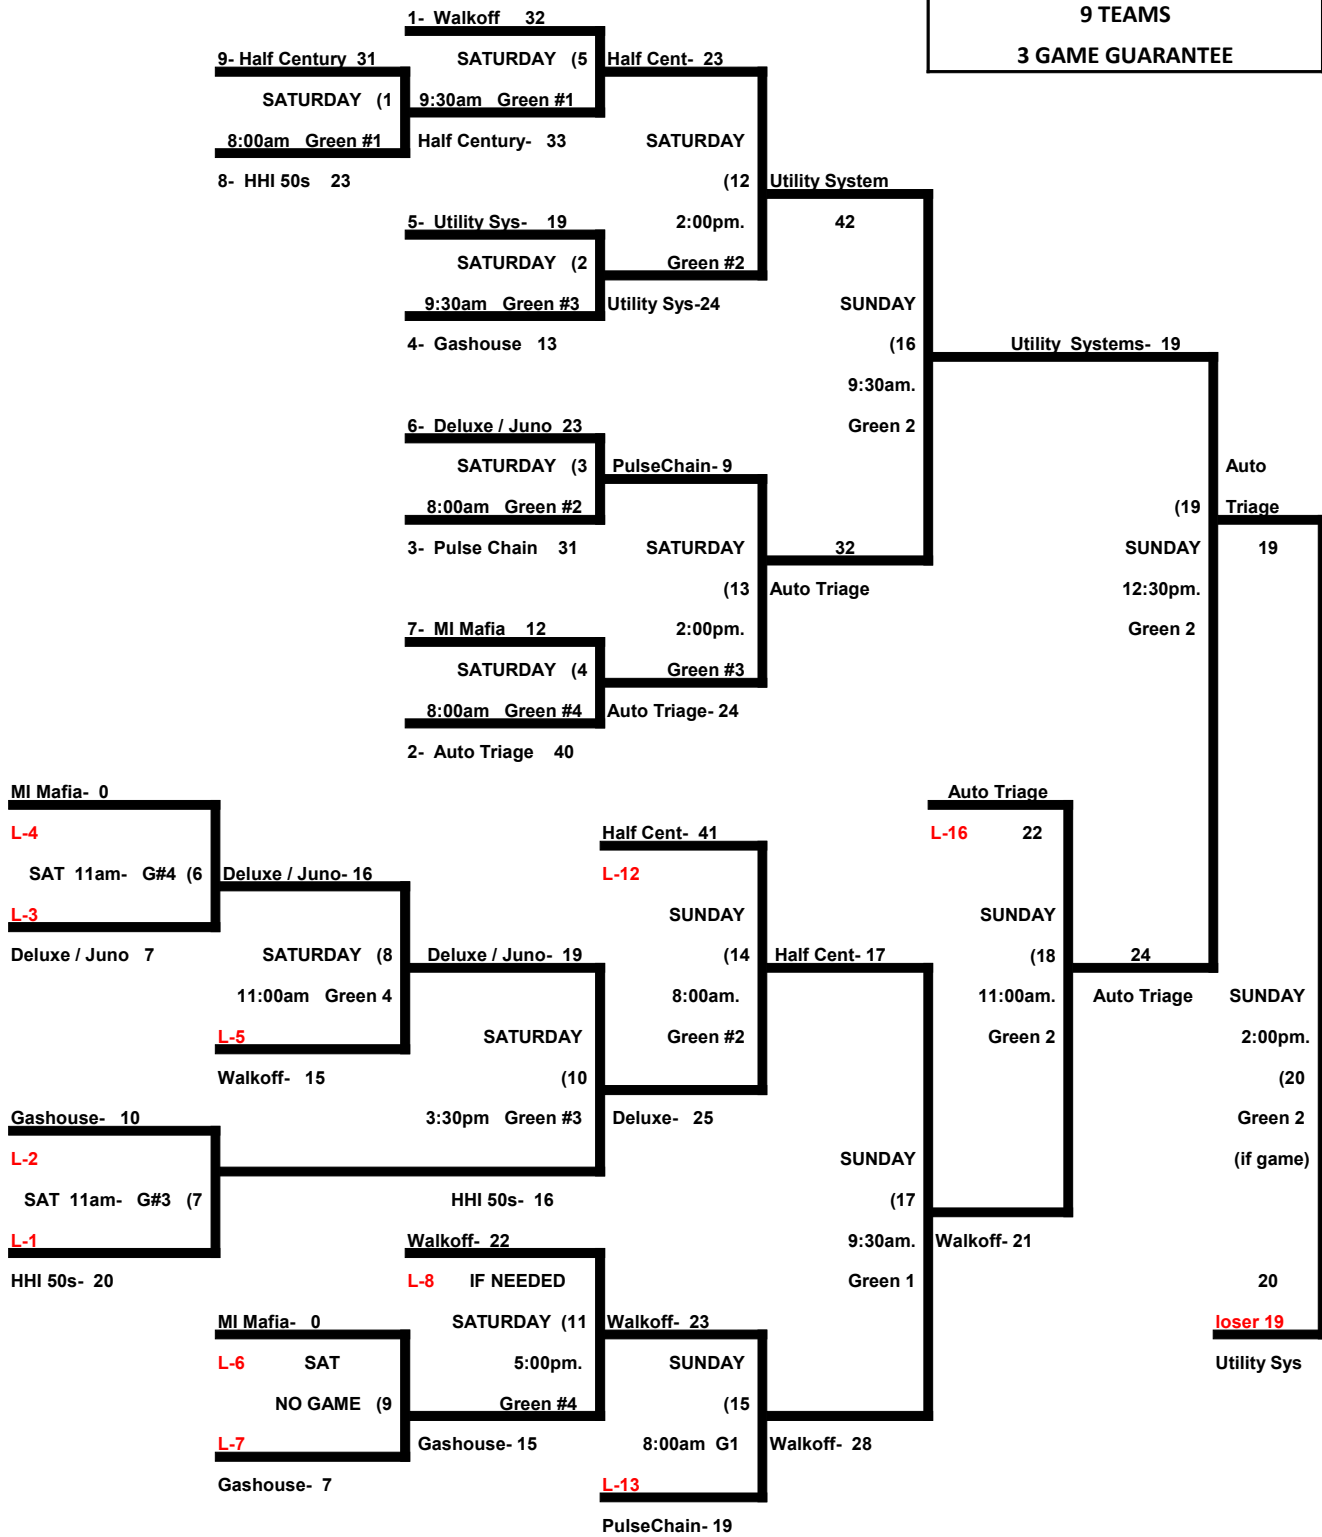 9 TEAMS
3 GAME GUARANTEE
1- Walkoff 32
9- Half Century 31
SATURDAY (5
Half Cent- 23
SATURDAY (1
9:30am Green #1
8:00am Green #1
Half Century- 33
SATURDAY
8- HHI 50s 23
(12
Utility System
5- Utility Sys- 19
2:00pm.
42
SATURDAY (2
Green #2
9:30am Green #3
Utility Sys-24
SUNDAY
4- Gashouse 13
(16
Utility Systems- 19
9:30am.
6- Deluxe / Juno 23
Green 2
SATURDAY (3
PulseChain- 9
Auto
8:00am Green #2
(19
Triage
3- Pulse Chain 31
SATURDAY
32
SUNDAY
19
(13
Auto Triage
12:30pm.
7- MI Mafia 12
2:00pm.
Green 2
SATURDAY (4
Green #3
8:00am Green #4
Auto Triage- 24
2- Auto Triage 40
MI Mafia- 0
Auto Triage
L-4
Half Cent- 41
L-16 22
SAT 11am- G#4 (6
Deluxe / Juno- 16
L-12
L-3
SUNDAY
SUNDAY
Deluxe / Juno 7
SATURDAY (8
Deluxe / Juno- 19
(14
Half Cent- 17
(18
24
11:00am Green 4
8:00am.
11:00am.
Auto Triage
SUNDAY
L-5
SATURDAY
Green #2
Green 2
2:00pm.
Walkoff- 15
(10
(20
Gashouse- 10
3:30pm Green #3
Deluxe- 25
Green 2
L-2
SUNDAY
(if game)
SAT 11am- G#3 (7
HHI 50s- 16
(17
L-1
Walkoff- 22
9:30am.
Walkoff- 21
HHI 50s- 20
L-8 IF NEEDED
Green 1
20
MI Mafia- 0
SATURDAY (11
Walkoff- 23
loser 19
L-6 SAT
5:00pm.
SUNDAY
Utility Sys
NO GAME (9
Green #4
(15
L-7
Gashouse- 15
8:00am G1
Walkoff- 28
Gashouse- 7
L-13
PulseChain- 19